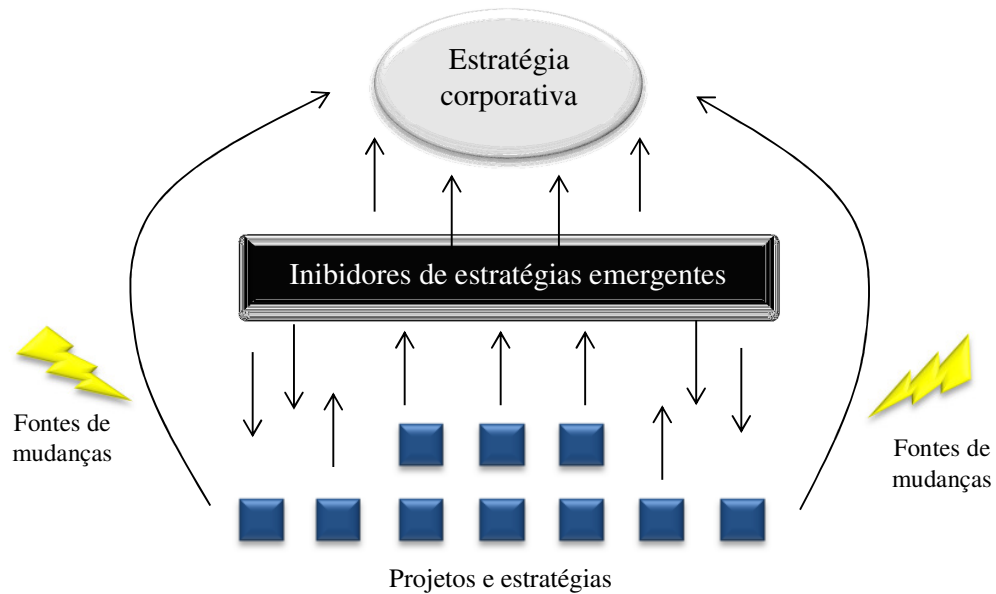 Estratégia
corporativa
Inibidores de estratégias emergentes
Fontes de
mudanças
Fontes de
mudanças
Projetos e estratégias